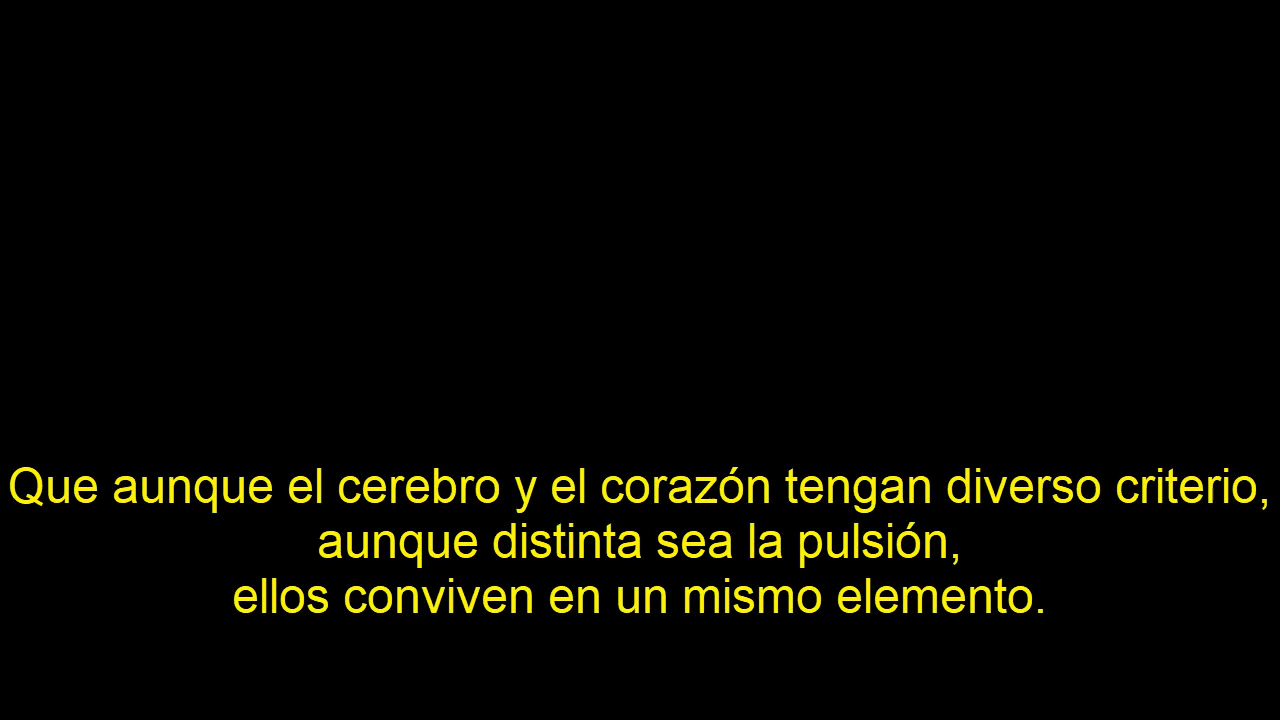 Que aunque el cerebro y el corazón tengan diverso criterio,
aunque distinta sea la pulsión,
ellos conviven en un mismo elemento.